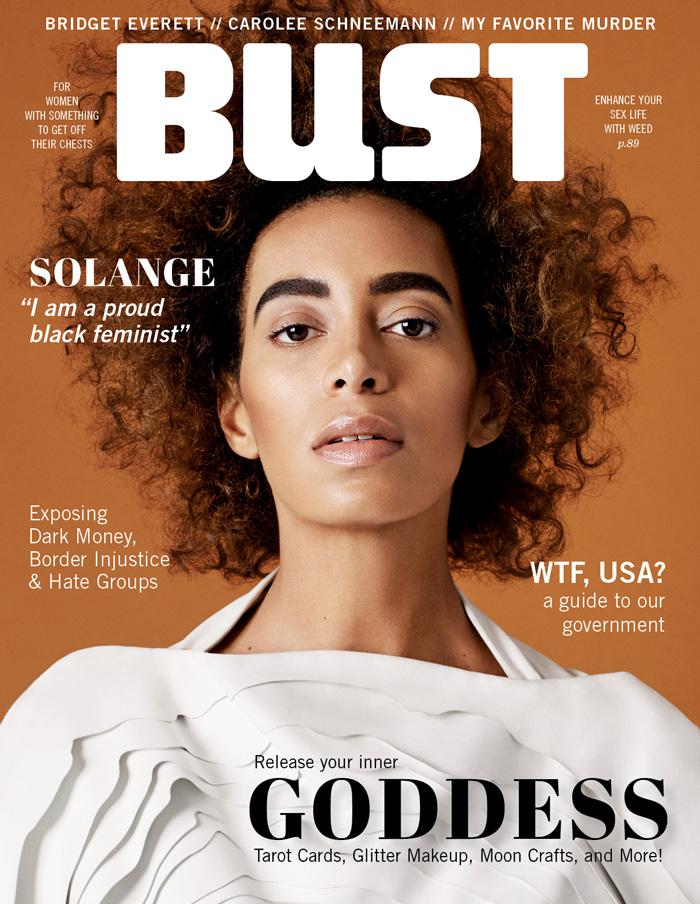 BRIDGET EVERETT // CAROLEE SCHNEEMANN // MY FAVORITE MURDER
BUST
FOR
WOMEN
WITH SOMETHING
TO GET OFF
THEIR CHESTS
ENHANCE YOUR
SEX LIFE
WITH WEED
p.89
SOLANGE
“I am a proud
black feminist”
Exposing
Dark Money,
Border Injustice
& Hate Groups
WTF, USA?
a guide to our
government
Release your inner
GODDESS
Tarot Cards, Glitter Makeup, Moon Crafts, and More!